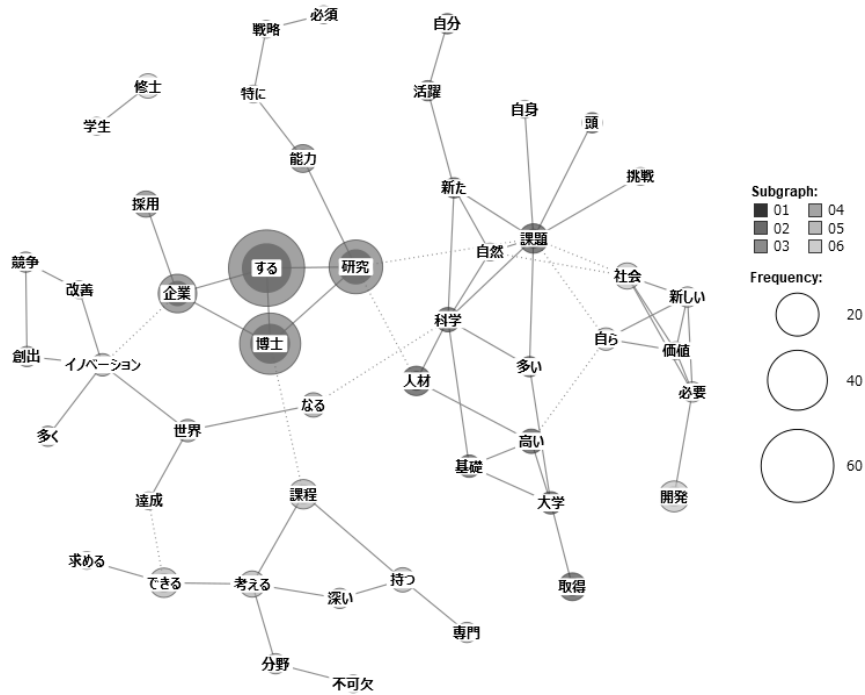 必須
戦略
自分
修士
特に
活躍
学生
自身
頭
能力
挑戦
新た
採用
課題
自然
競争
する
研究
社会
改善
企業
新しい
科学
自ら
博士
価値
創出
イノベーション
多い
人材
必要
なる
多く
世界
高い
基礎
達成
課程
大学
開発
求める
できる
考える
持つ
取得
深い
専門
分野
不可欠
Subgraph:
01 04
02 05
03 06
Frequency:
20
40
60